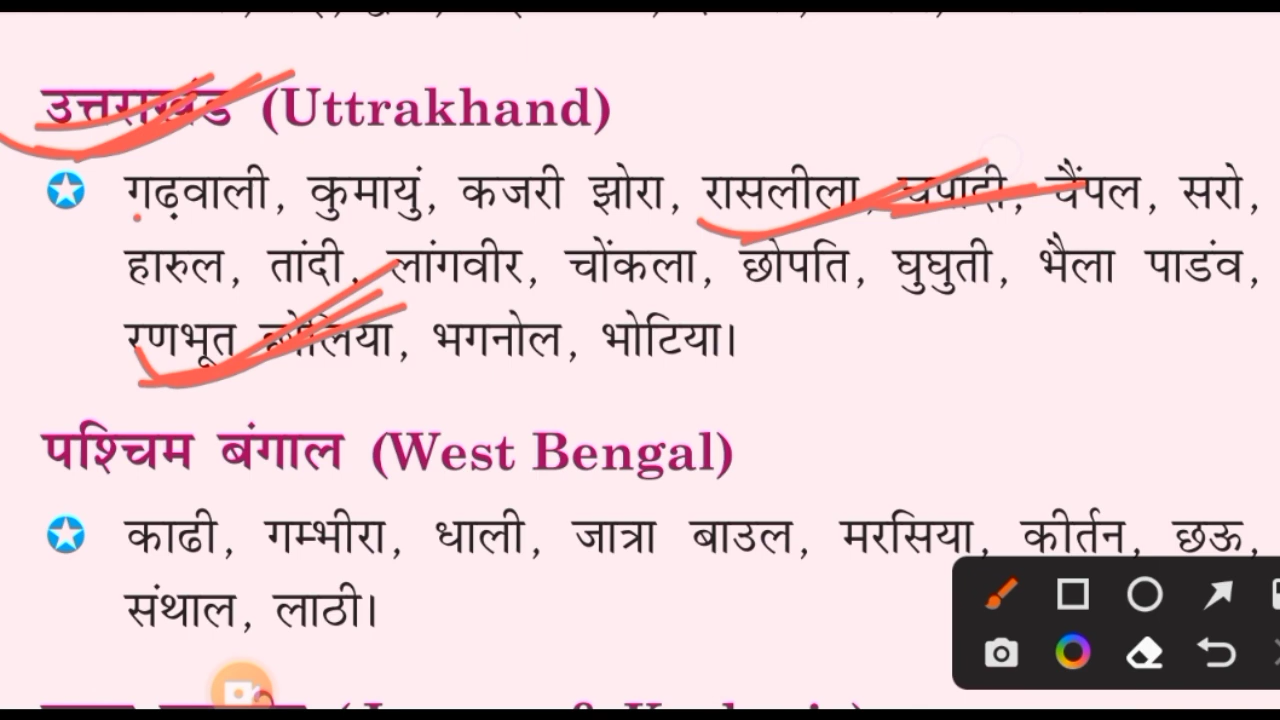 उत्तराखंड (Uttrakhand)
गढ़वाली, कुमायुं, कजरी झोरा, रासलीला, चपादी, चैंपल, सरो,
हारुल, तांदी, लांगवीर, चोंकला, छोपति, घुघुती, भैला पाडंव,
रणभूत छोलिया, भगनोल, भोटिया।
पश्चिम बंगाल (West Bengal)
काढी, गम्भीरा, धाली, जात्रा बाउल, मरसिया, कीर्तन, छऊ,
संथाल, लाठी।